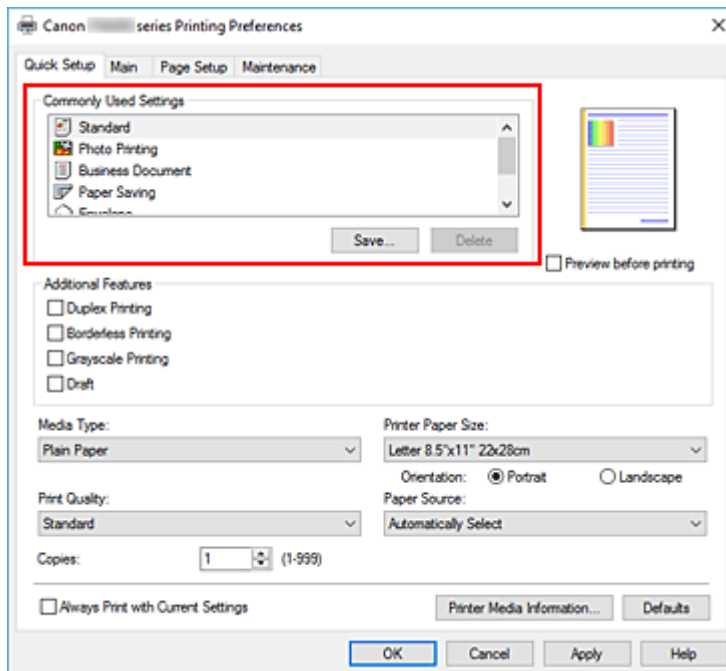 Canon series Printing Preferences
Quick Setup Main Page Setup Maintenance
Commonly Used Settings
Standard
Photo Printing
Business Document
Paper Saving
Envelope
Save... Delete
Preview before printing
Additional Features
Duplex Printing
Borderless Printing
Grayscale Printing
Draft
Media Type: Printer Paper Size:
Plain Paper Letter 8.5"x11" 22x28cm
Orientation: Portrait Landscape
Print Quality: Paper Source:
Standard Automatically Select
Copies: 1 (1-999)
Always Print with Current Settings Printer Media Information... Defaults
OK Cancel Apply Help